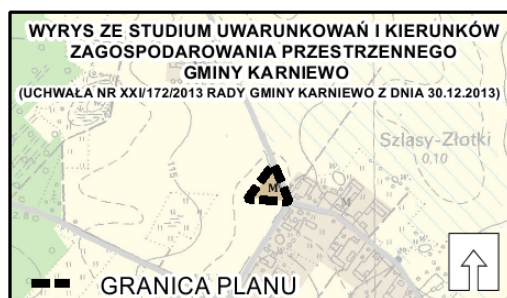 WYRYS ZE STUDIUM UWARUNKOWAŃ I KIERUNKÓW
ZAGOSPODAROWANIA PRZESTRZENNEGO
GMINY KARNIEWO
(UCHWAŁA NR XXI/172/2013 RADY GMINY KARNIEWO Z DNIA 30.12.2013)
Szlasy-Złotki
0,10
115
M
M
GRANICA PLANU